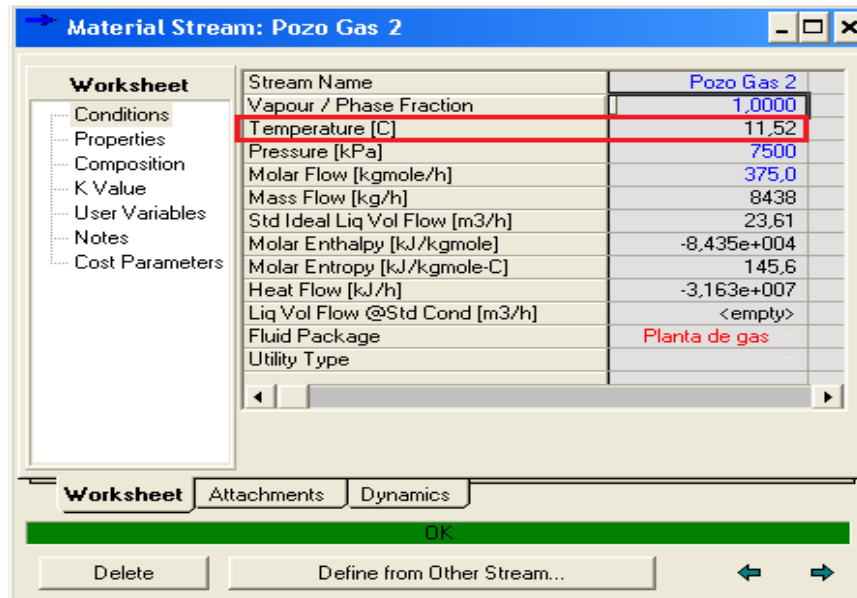 Material Stream: Pozo Gas 2
Worksheet
Conditions
Properties
Composition
K Value
User Variables
Notes
Cost Parameters
Stream Name Pozo Gas 2
Vapour / Phase Fraction 1,0000
Temperature [C] 11,52
Pressure [kPa] 7500
Molar Flow [kgmole/h] 375,0
Mass Flow [kg/h] 8438
Std Ideal Liq Vol Flow [m3/h] 23,61
Molar Enthalpy [kJ/kgmole] -8,435e+004
Molar Entropy [kJ/kgmole-C] 145,6
Heat Flow [kJ/h] -3,163e+007
Liq Vol Flow @Std Cond [m3/h] <empty>
Fluid Package Planta de gas
Utility Type
Worksheet Attachments Dynamics
OK
Delete Define from Other Stream...